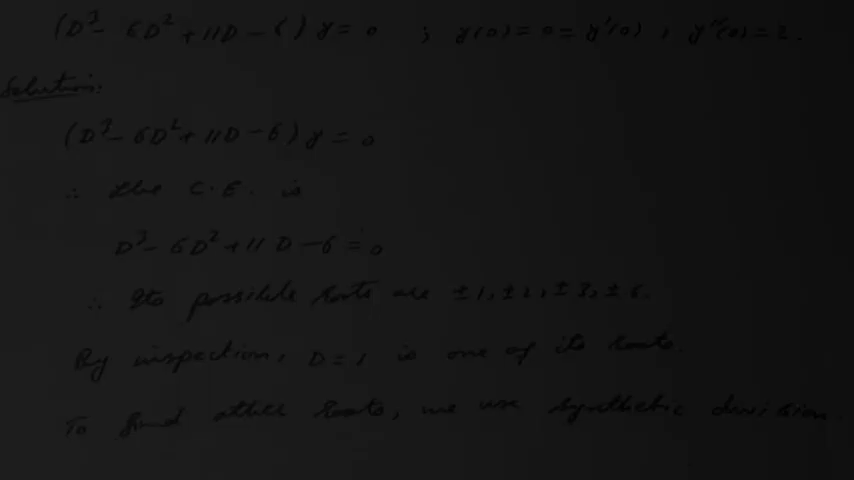 (D³- 6D² + 11D - 6) y = 0 ; y(0) = 0 = y'(0), y''(0) = 2.
Solution:
(D³- 6D² + 11D - 6) y = 0
∴ the C.E. is
D³- 6D² + 11D - 6 = 0
∴ Its possible roots are ±1, ±2, ±3, ±6.
By inspection, D = 1 is one of its roots.
To find other roots, we use synthetic division.